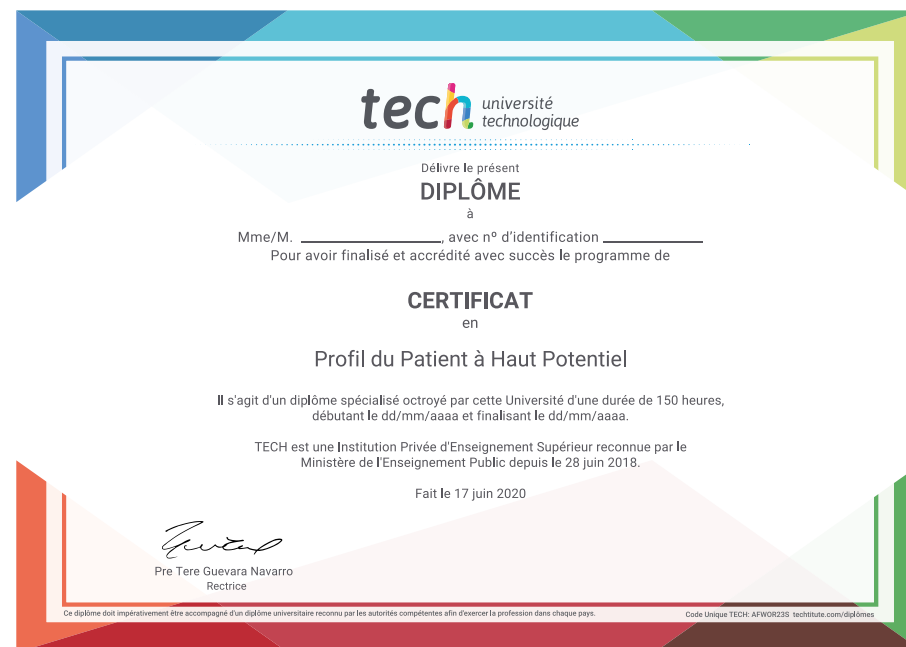 tech université
technologique
Délivre le présent
DIPLÔME
à
Mme/M. ____________________, avec nº d'identification ______________
Pour avoir finalisé et accrédité avec succès le programme de
CERTIFICAT
en
Profil du Patient à Haut Potentiel
Il s'agit d'un diplôme spécialisé octroyé par cette Université d'une durée de 150 heures,
débutant le dd/mm/aaaa et finalisant le dd/mm/aaaa.
TECH est une Institution Privée d'Enseignement Supérieur reconnue par le
Ministère de l'Enseignement Public depuis le 28 juin 2018.
Fait le 17 juin 2020
Pre Tere Guevara Navarro
Rectrice
Ce diplôme doit impérativement être accompagné d'un diplôme universitaire reconnu par les autorités compétentes afin d'exercer la profession dans chaque pays.
Code Unique TECH: AFWOR23S techtitute.com/diplômes